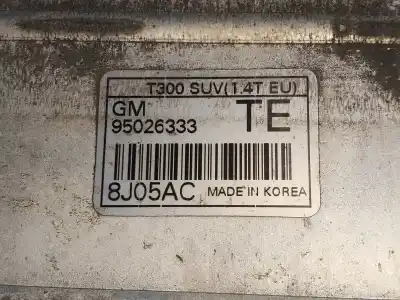 T300 SUV(1.4T EU)
GM TE
95026333
8J05AC MADE IN KOREA